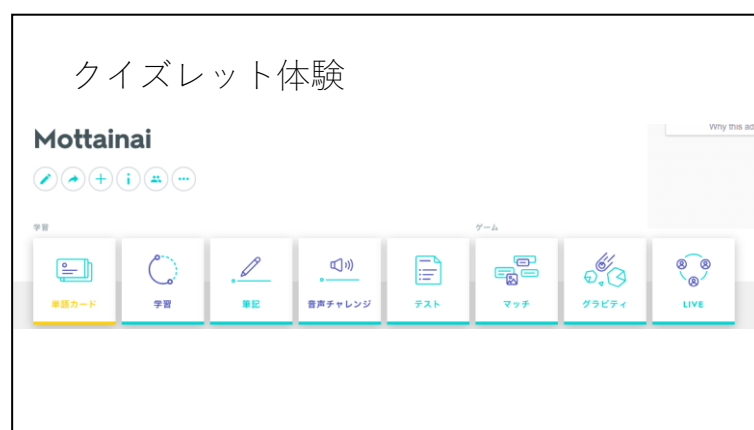 クイズレット体験
Mottainai
Why this ad
学習
ゲーム
単語カード
学習
筆記
音声チャレンジ
テスト
マッチ
グラビティ
LIVE